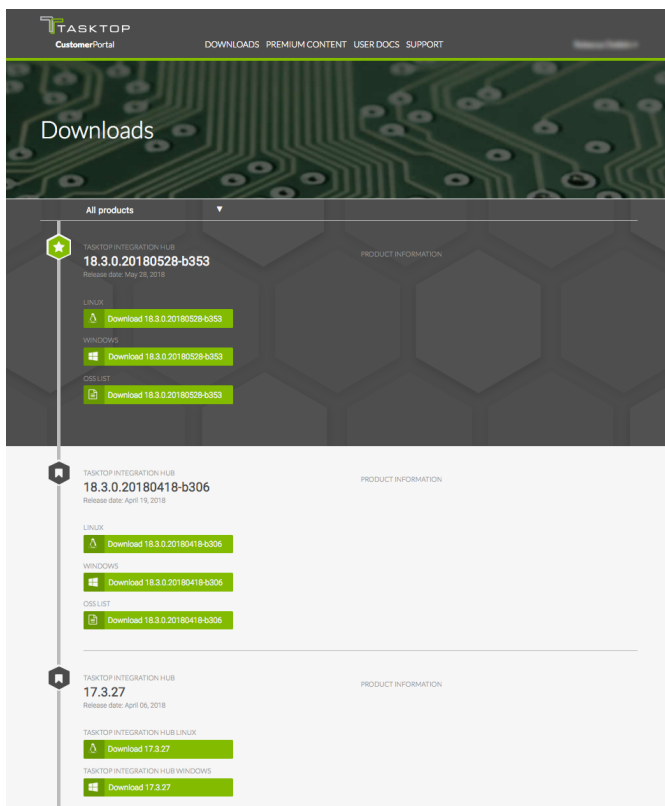 TASKTOP
CustomerPortal
DOWNLOADS PREMIUM CONTENT USER DOCS SUPPORT
Downloads
All products
TASKTOP INTEGRATION HUB
PRODUCT INFORMATION
18.3.0.20180528-b353
Release date: May 28, 2018
LINUX
Download 18.3.0.20180528-b353
WINDOWS
Download 18.3.0.20180528-b353
OSS LIST
Download 18.3.0.20180528-b353
TASKTOP INTEGRATION HUB
PRODUCT INFORMATION
18.3.0.20180418-b306
Release date: April 19, 2018
LINUX
Download 18.3.0.20180418-b306
WINDOWS
Download 18.3.0.20180418-b306
OSS LIST
Download 18.3.0.20180418-b306
TASKTOP INTEGRATION HUB
PRODUCT INFORMATION
17.3.27
Release date: April 06, 2018
TASKTOP INTEGRATION HUB LINUX
Download 17.3.27
TASKTOP INTEGRATION HUB WINDOWS
Download 17.3.27